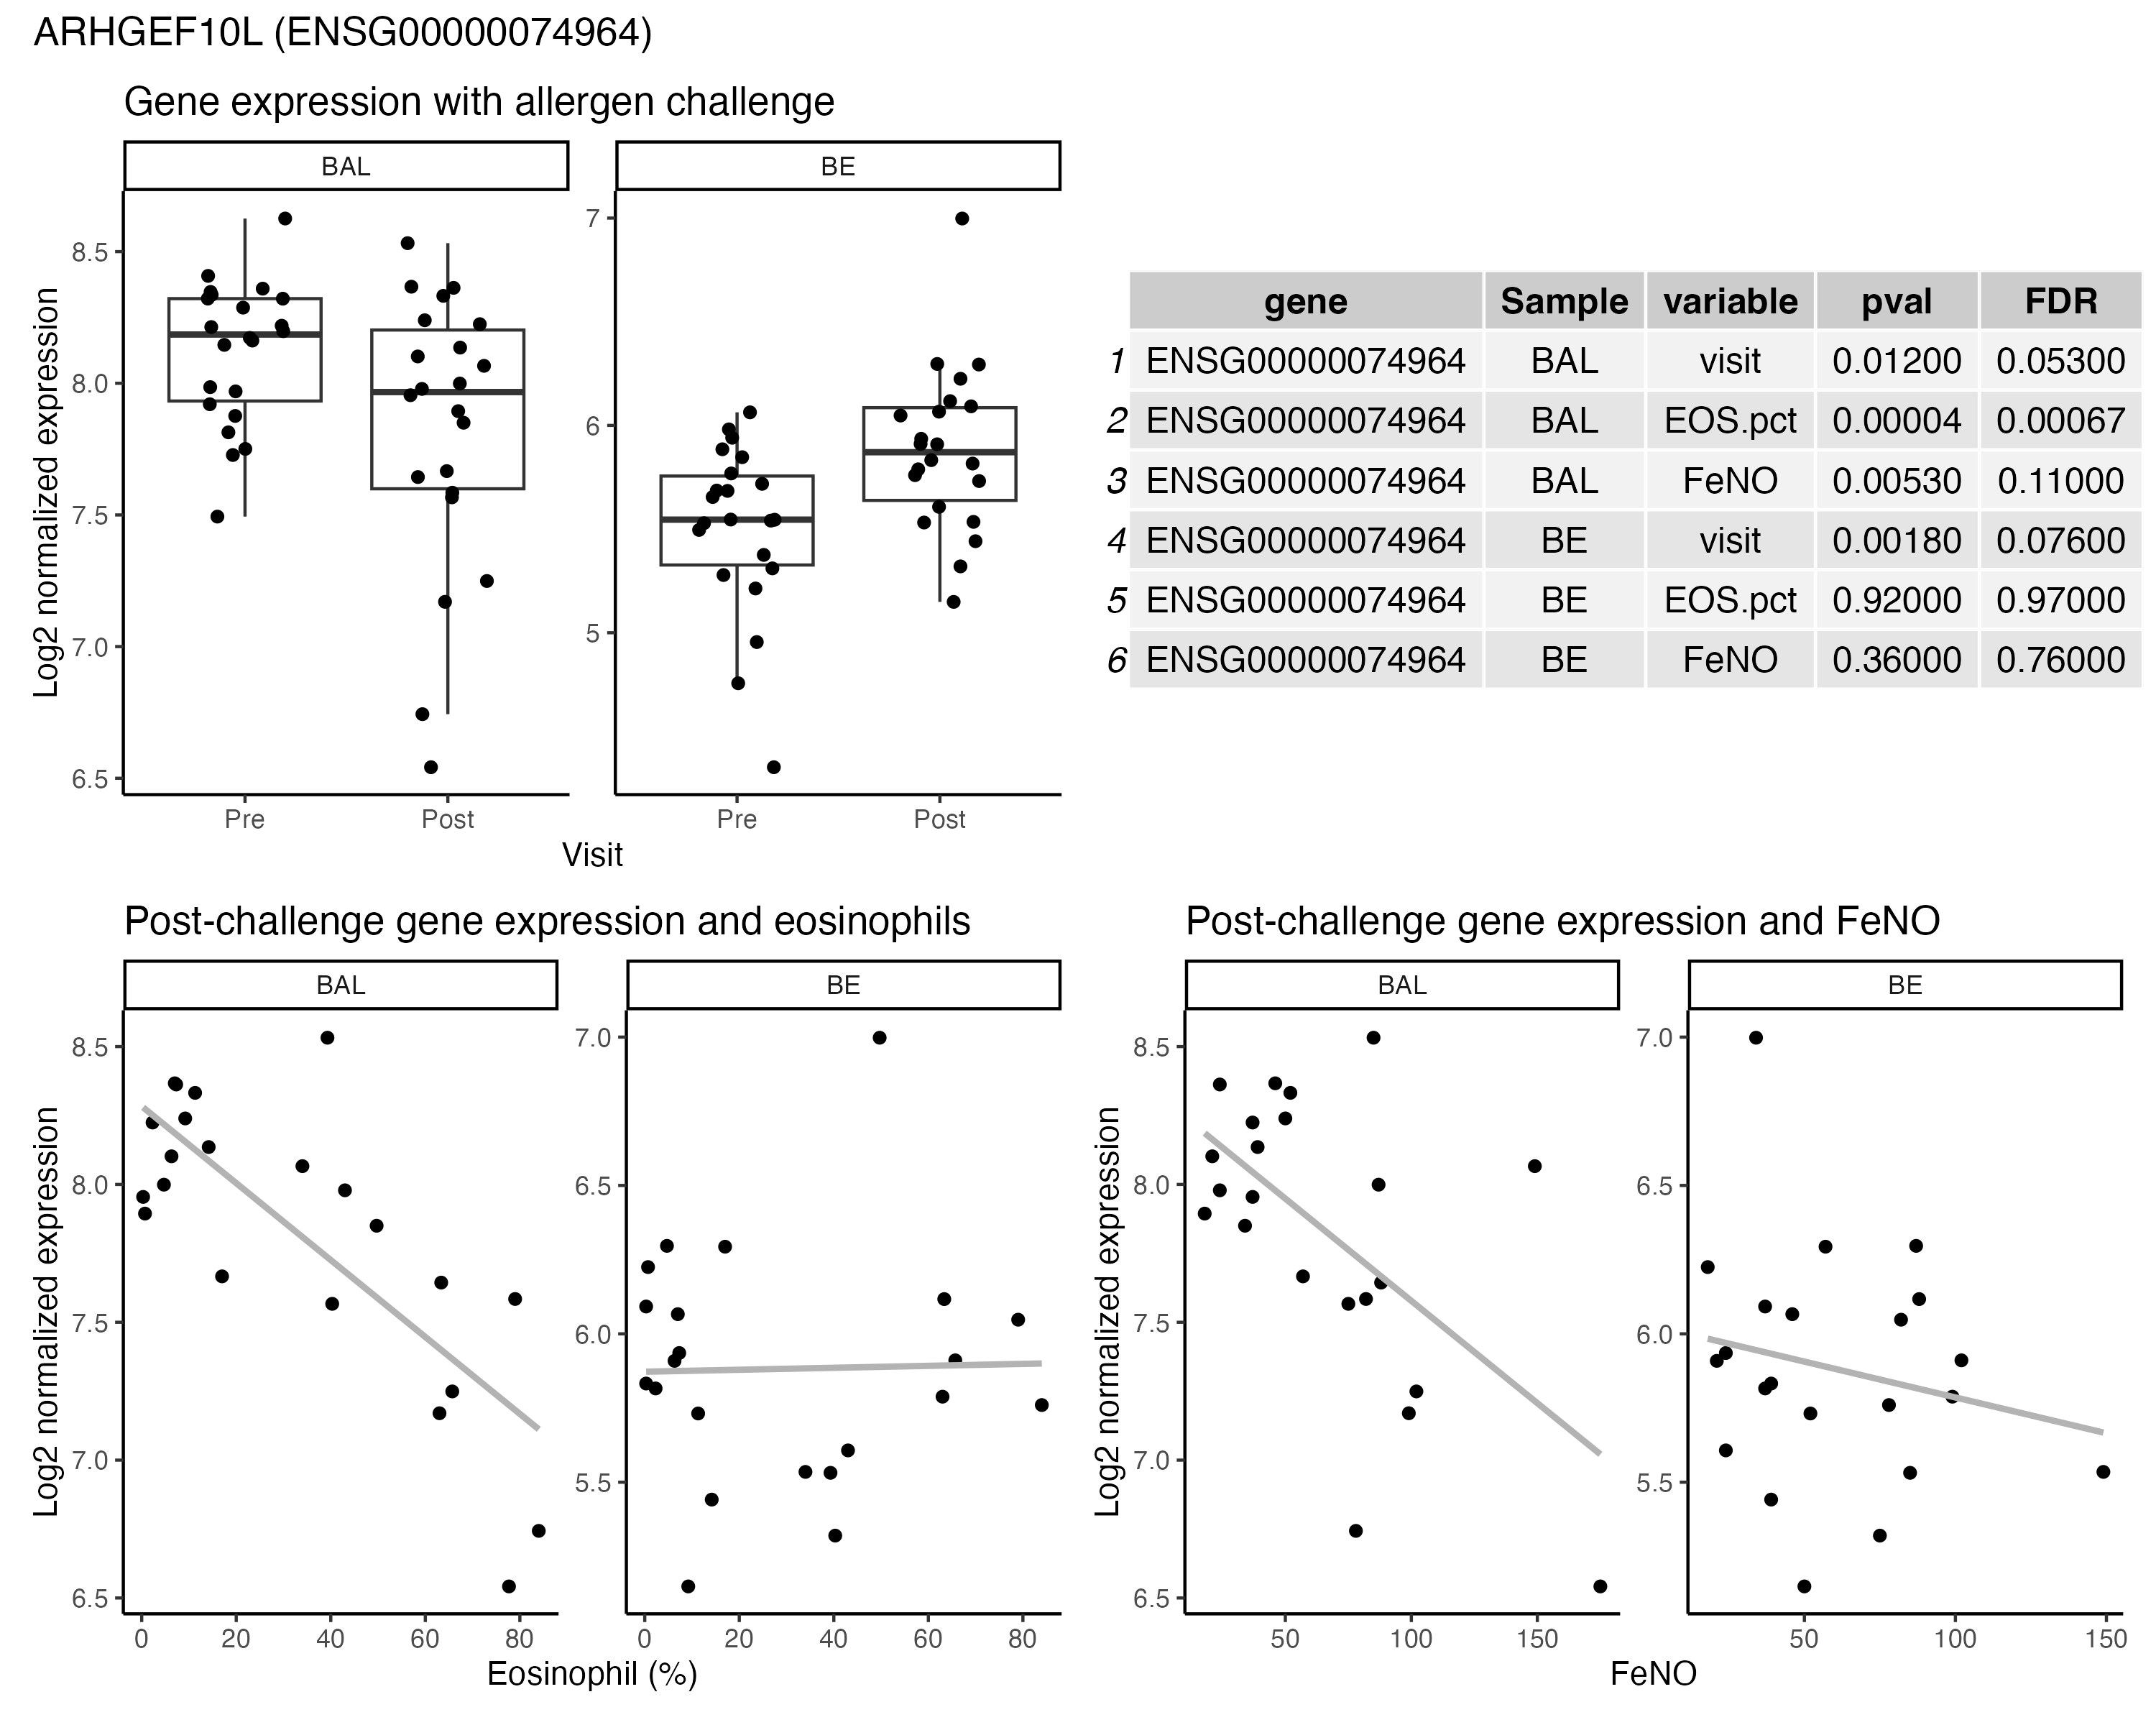 ARHGEF10L (ENSG00000074964)
Gene expression with allergen challenge
BAL
BE
Log2 normalized expression
8.5
8.0
7.5
7.0
6.5
7
6
5
Pre
Post
Pre
Post
Visit
gene Sample variable pval FDR
1 ENSG00000074964 BAL visit 0.01200 0.05300
2 ENSG00000074964 BAL EOS.pct 0.00004 0.00067
3 ENSG00000074964 BAL FeNO 0.00530 0.11000
4 ENSG00000074964 BE visit 0.00180 0.07600
5 ENSG00000074964 BE EOS.pct 0.92000 0.97000
6 ENSG00000074964 BE FeNO 0.36000 0.76000
Post-challenge gene expression and eosinophils
BAL
BE
Log2 normalized expression
8.5
8.0
7.5
7.0
6.5
7.0
6.5
6.0
5.5
0 20 40 60 80
0 20 40 60 80
Eosinophil (%)
Post-challenge gene expression and FeNO
BAL
BE
Log2 normalized expression
8.5
8.0
7.5
7.0
6.5
7.0
6.5
6.0
5.5
50 100 150
50 100 150
FeNO